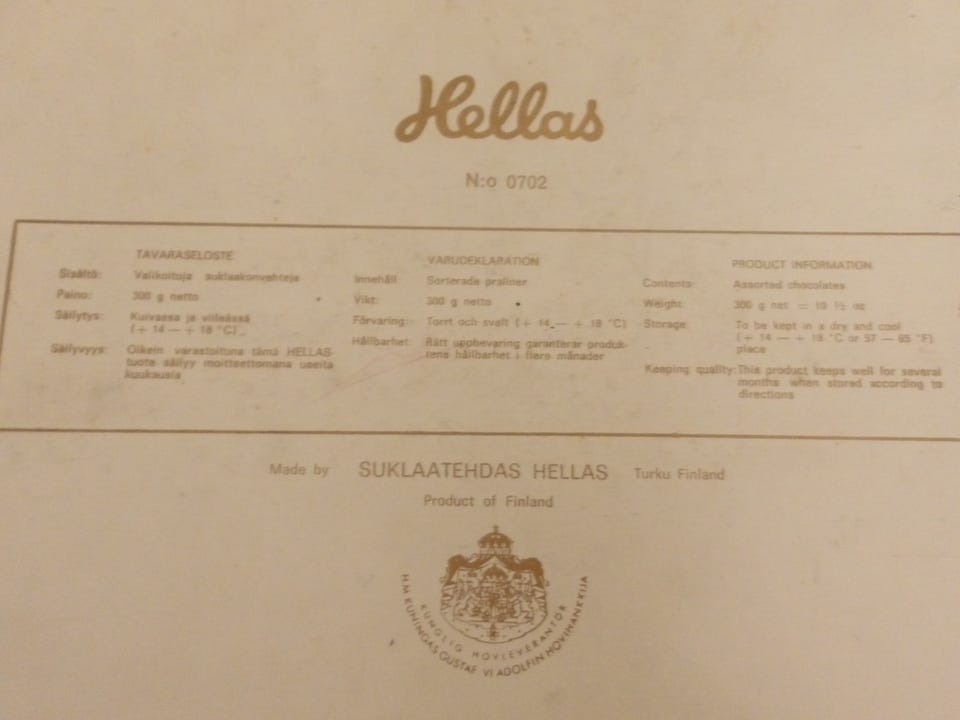 Hellas
N:o 0702
TAVARASELOSTE
Sisältö: Valikoituja suklaakonvehteja
Paino: 300 g netto
Säilytys: Kuivassa ja viileässä
(+ 14 — + 18 °C)
Säilyvyys: Oikein varastoituna tämä HELLAS-
tuote säilyy moitteettomana useita
kuukausia
VARUDEKLARATION
Innehåll: Sorterade praliner
Vikt: 300 g netto
Förvaring: Torrt och svalt (+ 14 — + 18 °C)
Hållbarhet: Rätt uppbevaring garanterar produk-
tens hållbarhet i flera månader
PRODUCT INFORMATION
Contents: Assorted chocolates
Weight: 300 g net = 10 ½ oz
Storage: To be kept in a dry and cool
(+ 14 — + 18 °C or 57 — 65 °F)
place
Keeping quality: This product keeps well for several
months when stored according to
directions
Made by SUKLAATEHDAS HELLAS Turku Finland
Product of Finland
KUNGLIG HOVLEVERANTÖR
H.M KUNINGAS GUSTAF VI ADOLFIN HOVIHANKKIJA